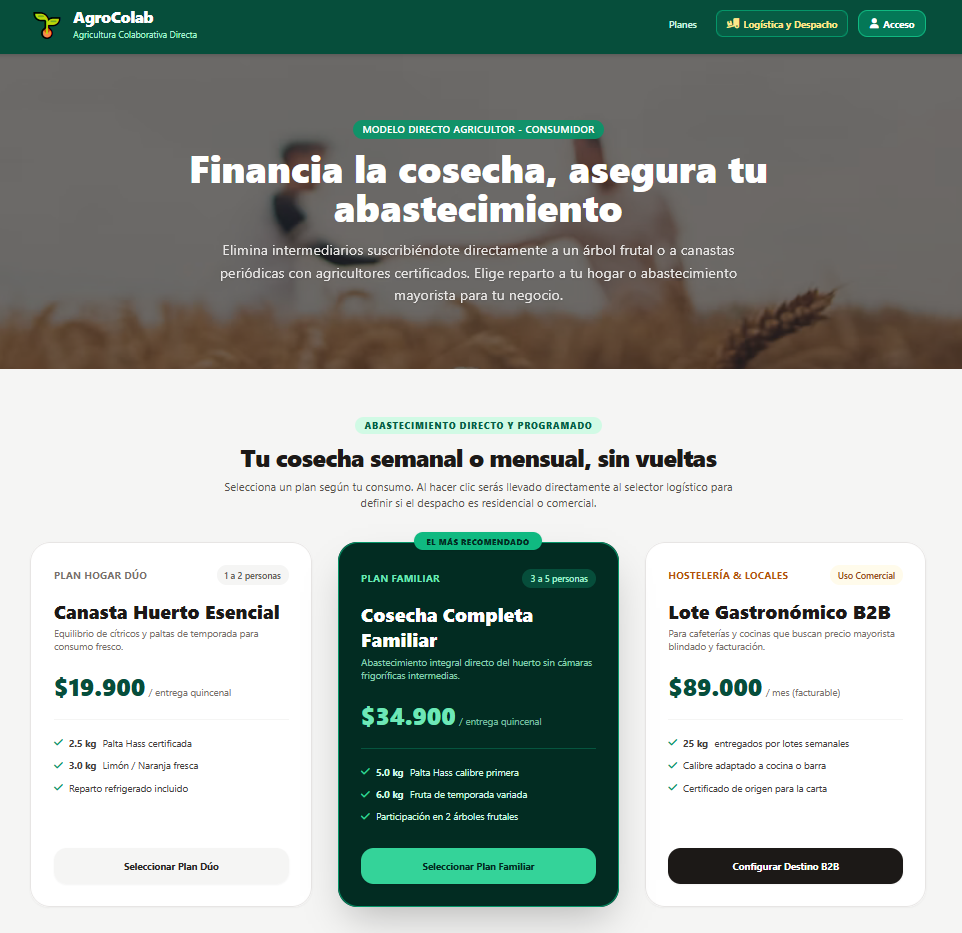 AgroColab
Agricultura Colaborativa Directa
Planes
Logística y Despacho
Acceso
MODELO DIRECTO AGRICULTOR - CONSUMIDOR
Financia la cosecha, asegura tu
abastecimiento
Elimina intermediarios suscribiéndote directamente a un árbol frutal o a canastas
periódicas con agricultores certificados. Elige reparto a tu hogar o abastecimiento
mayorista para tu negocio.
ABASTECIMIENTO DIRECTO Y PROGRAMADO
Tu cosecha semanal o mensual, sin vueltas
Selecciona un plan según tu consumo. Al hacer clic serás llevado directamente al selector logístico para
definir si el despacho es residencial o comercial.
PLAN HOGAR DÚO
1 a 2 personas
Canasta Huerto Esencial
Equilibrio de cítricos y paltas de temporada para
consumo fresco.
$19.900 / entrega quincenal
2.5 kg Palta Hass certificada
3.0 kg Limón / Naranja fresca
Reparto refrigerado incluido
Seleccionar Plan Dúo
EL MÁS RECOMENDADO
PLAN FAMILIAR
3 a 5 personas
Cosecha Completa
Familiar
Abastecimiento integral directo del huerto sin cámaras
frigoríficas intermedias.
$34.900 / entrega quincenal
5.0 kg Palta Hass calibre primera
6.0 kg Fruta de temporada variada
Participación en 2 árboles frutales
Seleccionar Plan Familiar
HOSTELERÍA & LOCALES
Uso Comercial
Lote Gastronómico B2B
Para cafeterías y cocinas que buscan precio mayorista
blindado y facturación.
$89.000 / mes (facturable)
25 kg entregados por lotes semanales
Calibre adaptado a cocina o barra
Certificado de origen para la carta
Configurar Destino B2B